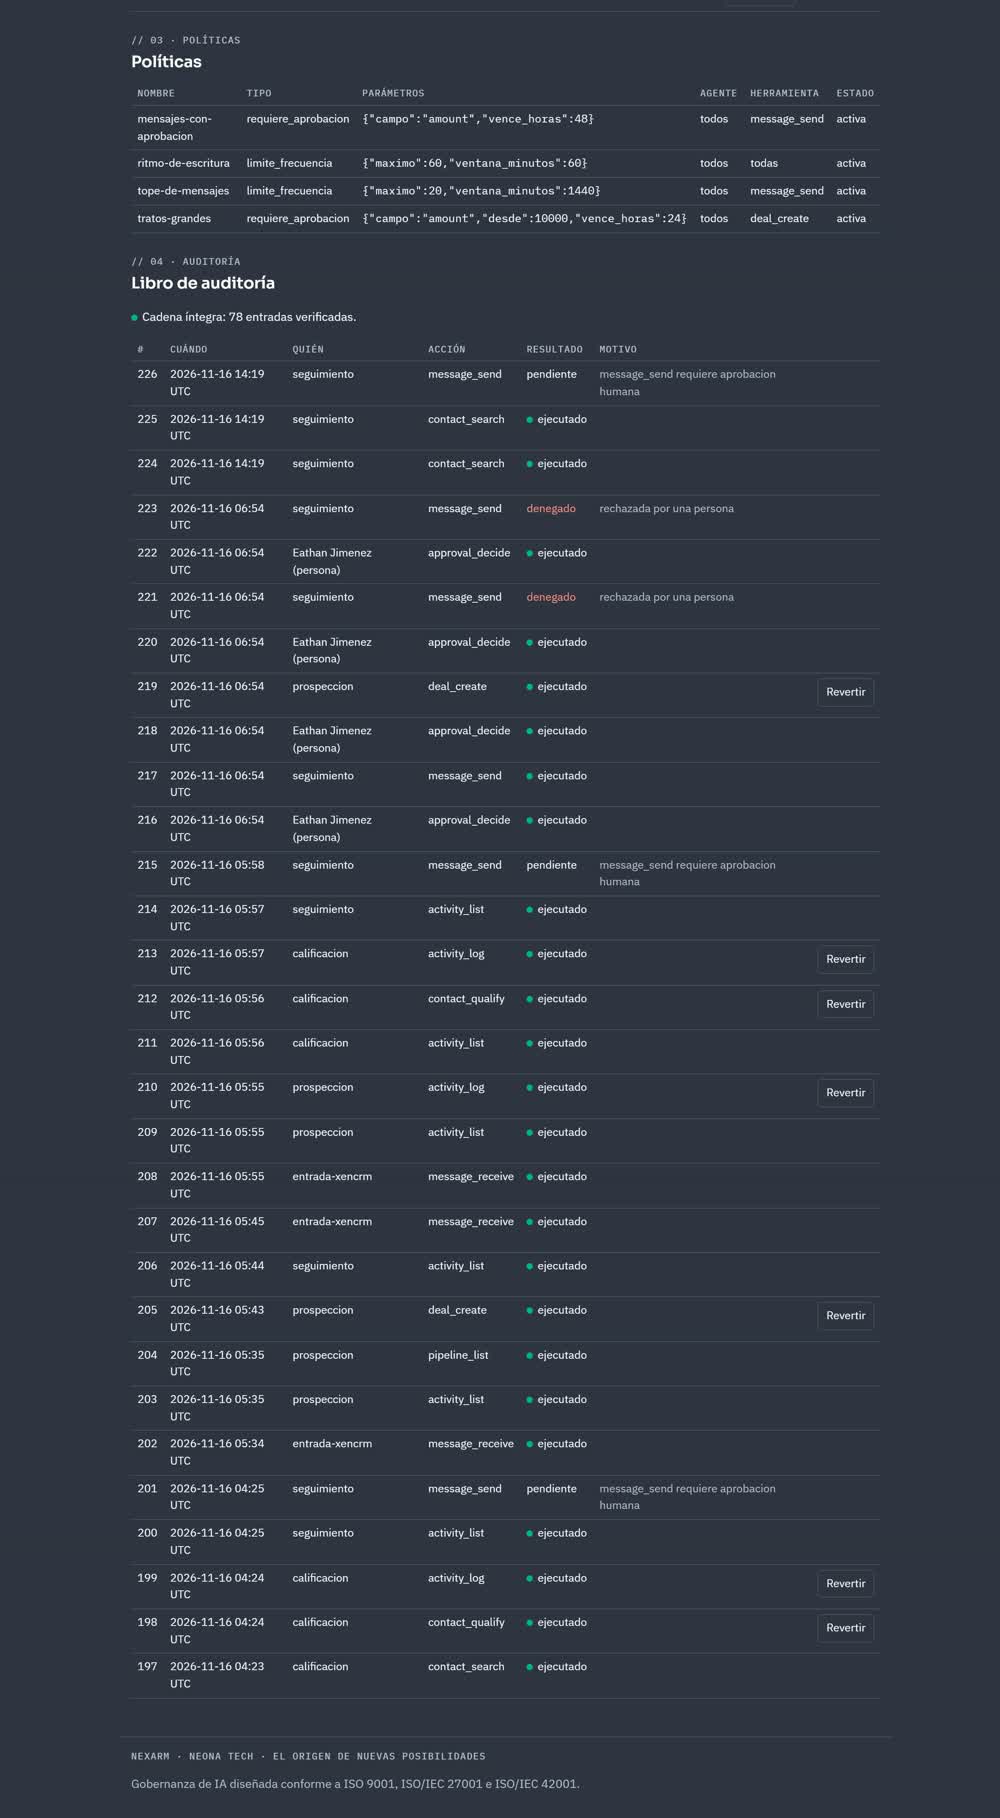 // 03 · POLÍTICAS
Políticas
NOMBRE TIPO PARÁMETROS AGENTE HERRAMIENTA ESTADO
mensajes-con- requiere_aprobacion {"campo":"amount","vence_horas":48} todos message_send activa
aprobacion
ritmo-de-escritura limite_frecuencia {"maximo":60,"ventana_minutos":60} todos todas activa
tope-de-mensajes limite_frecuencia {"maximo":20,"ventana_minutos":1440} todos message_send activa
tratos-grandes requiere_aprobacion {"campo":"amount","desde":10000,"vence_horas":24} todos deal_create activa
// 04 · AUDITORÍA
Libro de auditoría
Cadena íntegra: 78 entradas verificadas.
# CUÁNDO QUIÉN ACCIÓN RESULTADO MOTIVO
226 2026-11-16 14:19 seguimiento message_send pendiente message_send requiere aprobacion
UTC humana
225 2026-11-16 14:19 seguimiento contact_search ejecutado
UTC
224 2026-11-16 14:19 seguimiento contact_search ejecutado
UTC
223 2026-11-16 06:54 seguimiento message_send denegado rechazada por una persona
UTC
222 2026-11-16 06:54 Eathan Jimenez approval_decide ejecutado
UTC (persona)
221 2026-11-16 06:54 seguimiento message_send denegado rechazada por una persona
UTC
220 2026-11-16 06:54 Eathan Jimenez approval_decide ejecutado
UTC (persona)
219 2026-11-16 06:54 prospeccion deal_create ejecutado Revertir
UTC
218 2026-11-16 06:54 Eathan Jimenez approval_decide ejecutado
UTC (persona)
217 2026-11-16 06:54 seguimiento message_send ejecutado
UTC
216 2026-11-16 06:54 Eathan Jimenez approval_decide ejecutado
UTC (persona)
215 2026-11-16 05:58 seguimiento message_send pendiente message_send requiere aprobacion
UTC humana
214 2026-11-16 05:57 seguimiento activity_list ejecutado
UTC
213 2026-11-16 05:57 calificacion activity_log ejecutado Revertir
UTC
212 2026-11-16 05:56 calificacion contact_qualify ejecutado Revertir
UTC
211 2026-11-16 05:56 calificacion activity_list ejecutado
UTC
210 2026-11-16 05:55 prospeccion activity_log ejecutado Revertir
UTC
209 2026-11-16 05:55 prospeccion activity_list ejecutado
UTC
208 2026-11-16 05:55 entrada-xencrm message_receive ejecutado
UTC
207 2026-11-16 05:45 entrada-xencrm message_receive ejecutado
UTC
206 2026-11-16 05:44 seguimiento activity_list ejecutado
UTC
205 2026-11-16 05:43 prospeccion deal_create ejecutado Revertir
UTC
204 2026-11-16 05:35 prospeccion pipeline_list ejecutado
UTC
203 2026-11-16 05:35 prospeccion activity_list ejecutado
UTC
202 2026-11-16 05:34 entrada-xencrm message_receive ejecutado
UTC
201 2026-11-16 04:25 seguimiento message_send pendiente message_send requiere aprobacion
UTC humana
200 2026-11-16 04:25 seguimiento activity_list ejecutado
UTC
199 2026-11-16 04:24 calificacion activity_log ejecutado Revertir
UTC
198 2026-11-16 04:24 calificacion contact_qualify ejecutado Revertir
UTC
197 2026-11-16 04:23 calificacion contact_search ejecutado
UTC
NEXARM · NEONA TECH · EL ORIGEN DE NUEVAS POSIBILIDADES
Gobernanza de IA diseñada conforme a ISO 9001, ISO/IEC 27001 e ISO/IEC 42001.